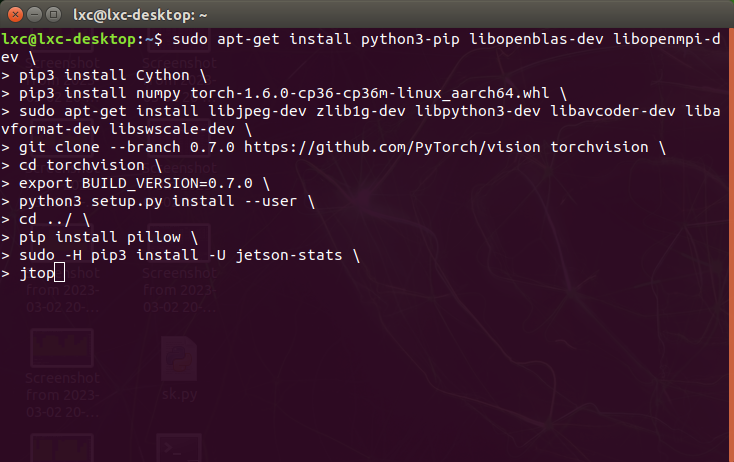 lxc@lxc-desktop: ~
lxc@lxc-desktop:~$ sudo apt-get install python3-pip libopenblas-dev libopenmpi-d
ev \
> pip3 install Cython \
> pip3 install numpy torch-1.6.0-cp36-cp36m-linux_aarch64.whl \
> sudo apt-get install libjpeg-dev zlib1g-dev libpython3-dev libavcoder-dev liba
vformat-dev libswscale-dev \
> git clone --branch 0.7.0 https://github.com/PyTorch/vision torchvision \
> cd torchvision \
> export BUILD_VERSION=0.7.0 \
> python3 setup.py install --user \
> cd ../ \
> pip install pillow \
> sudo -H pip3 install -U jetson-stats \
> jtop
Screenshot
from 2023-
03-02 20-...
Screenshot
from 2023-
03-02 20-...
Screenshot
from 2023-
03-02 20-...
sk.py